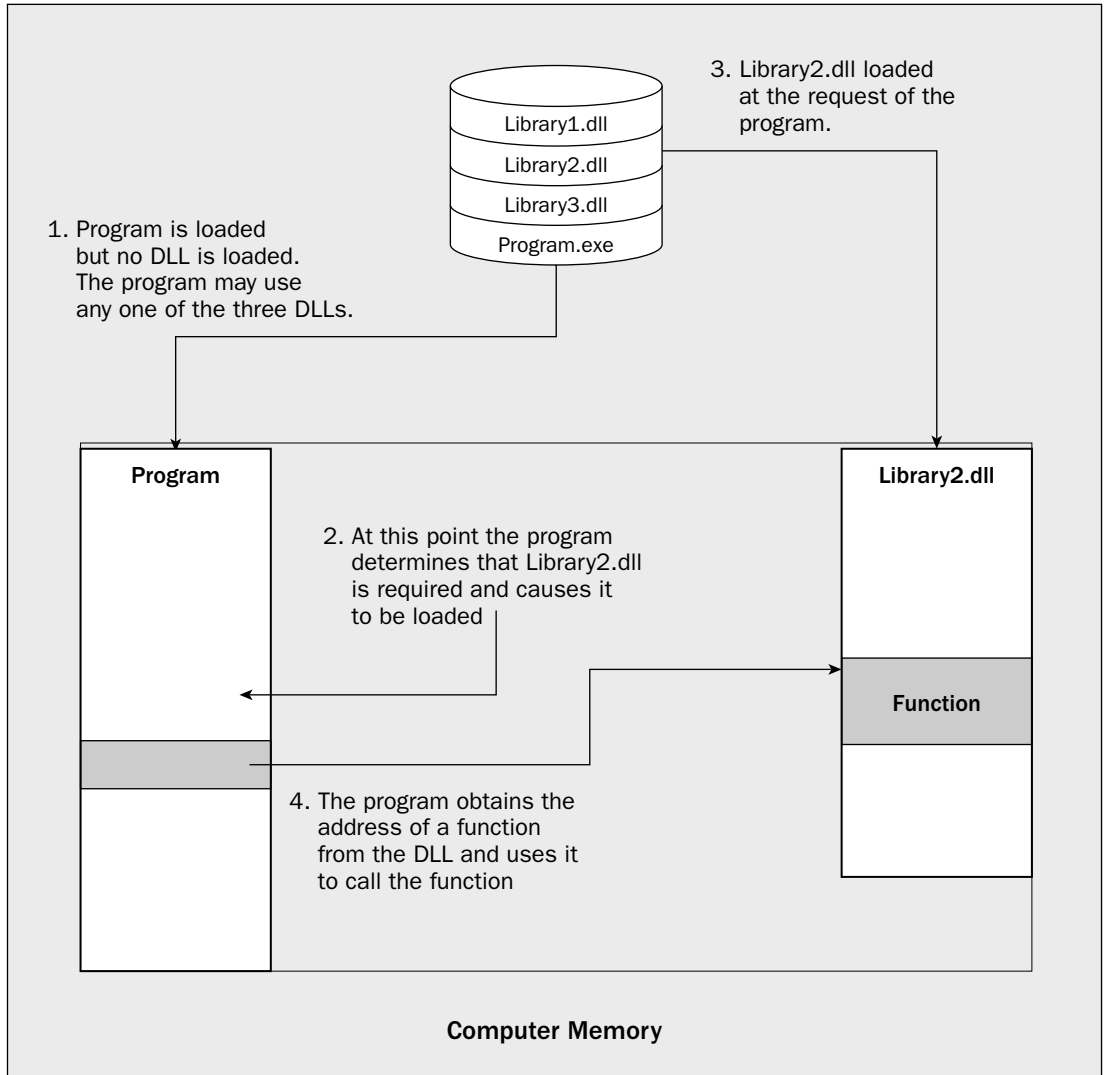 Library1.dll
Library2.dll
Library3.dll
Program.exe
3. Library2.dll loaded
at the request of the
program.
1. Program is loaded
but no DLL is loaded.
The program may use
any one of the three DLLs.
Program
Library2.dll
2. At this point the program
determines that Library2.dll
is required and causes it
to be loaded
Function
4. The program obtains the
address of a function
from the DLL and uses it
to call the function
Computer Memory